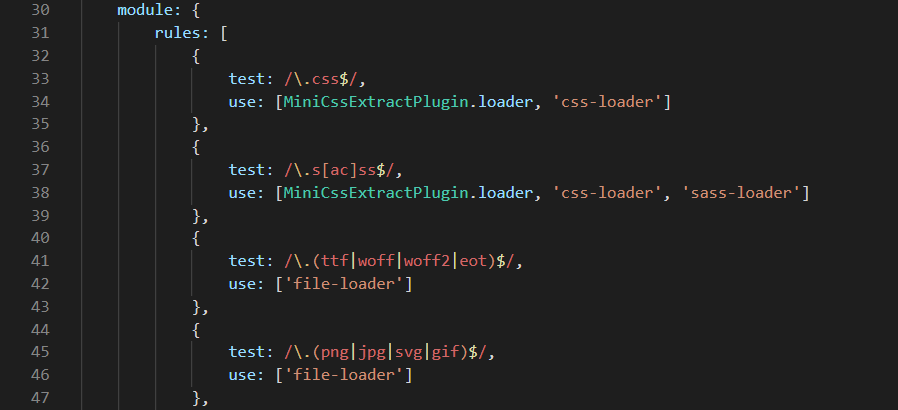 30 module: {
31 rules: [
32 {
33 test: /\.css$/,
34 use: [MiniCssExtractPlugin.loader, 'css-loader']
35 },
36 {
37 test: /\.s[ac]ss$/,
38 use: [MiniCssExtractPlugin.loader, 'css-loader', 'sass-loader']
39 },
40 {
41 test: /\.(ttf|woff|woff2|eot)$/,
42 use: ['file-loader']
43 },
44 {
45 test: /\.(png|jpg|svg|gif)$/,
46 use: ['file-loader']
47 },